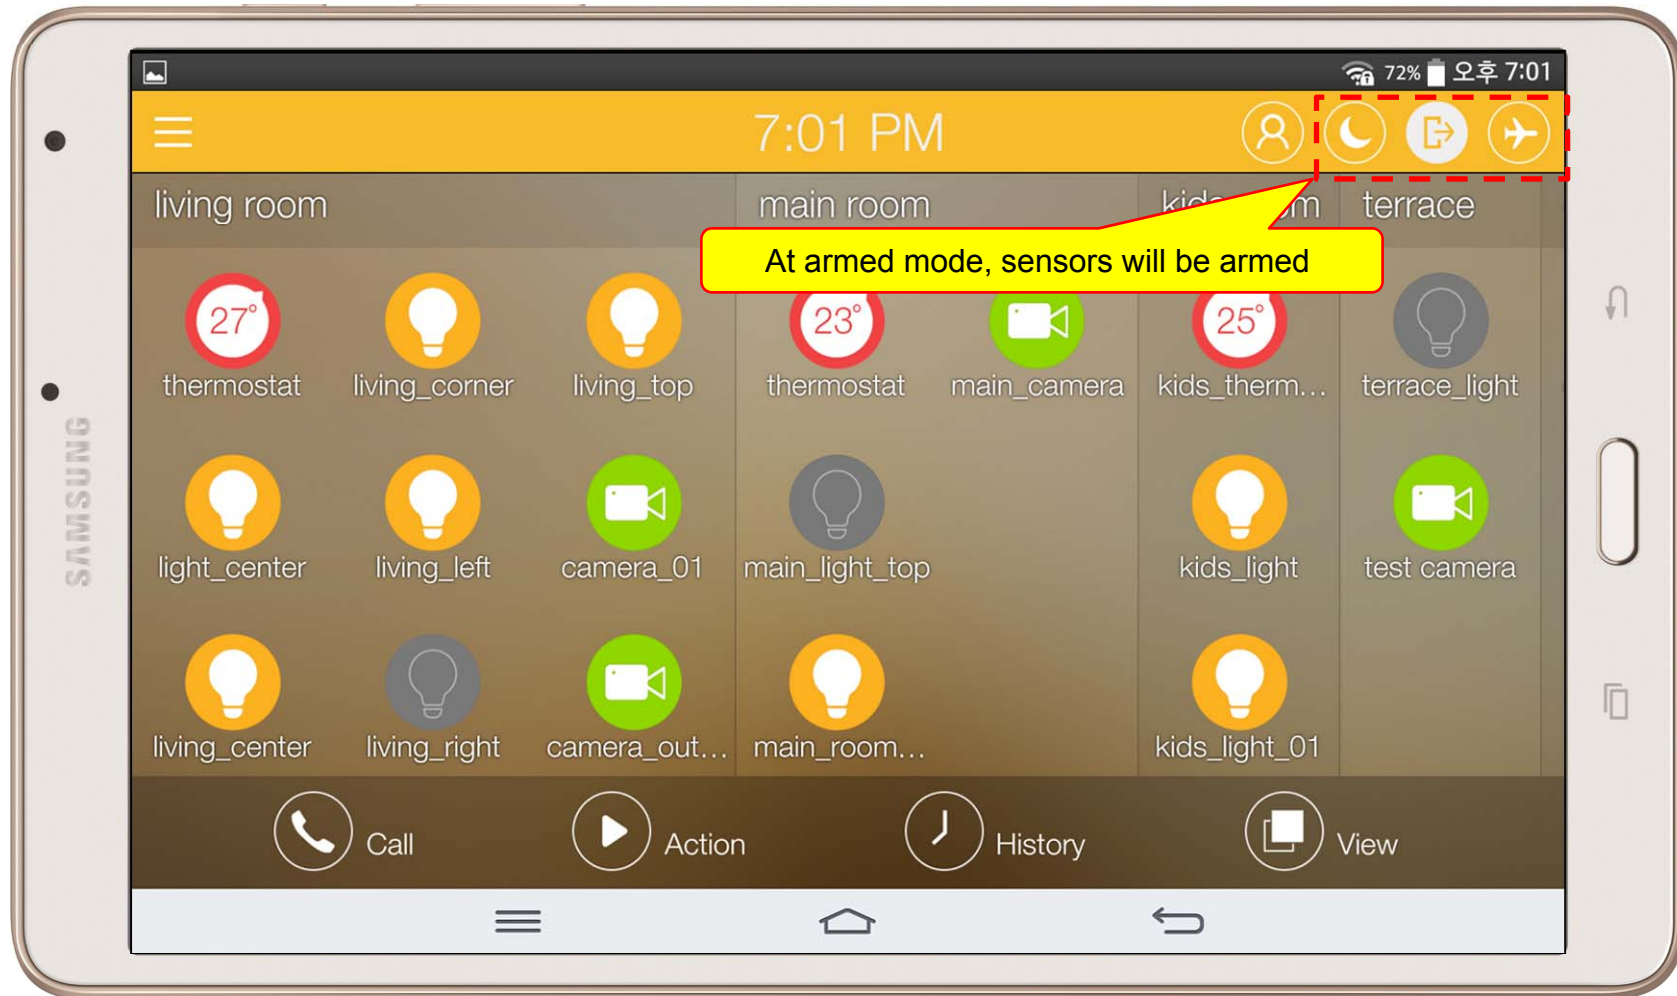 72% 오후 7:01
7:01 PM
living room main room terrace
At armed mode, sensors will be armed
27° 23° 25°
thermostat living_corner living_top thermostat main_camera kids_therm... terrace_light
light_center living_left camera_01 main_light_top kids_light test camera
living_center living_right camera_out... main_room... kids_light_01
Call Action History View
SAMSUNG